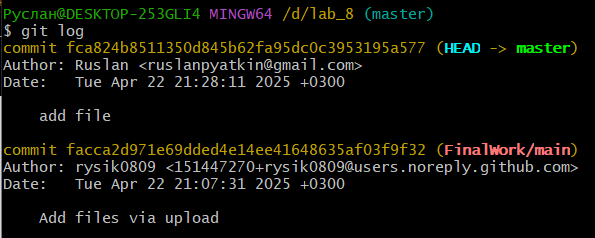 Руслан@DESKTOP-253GLI4 MINGW64 /d/lab_8 (master)
$ git log
commit fca824b8511350d845b62fa95dc0c3953195a577 (HEAD -> master)
Author: Ruslan <ruslanpyatkin@gmail.com>
Date:   Tue Apr 22 21:28:11 2025 +0300
    add file
commit facca2d971e69dded4e14ee41648635af03f9f32 (FinalWork/main)
Author: rysik0809 <151447270+rysik0809@users.noreply.github.com>
Date:   Tue Apr 22 21:07:31 2025 +0300
    Add files via upload